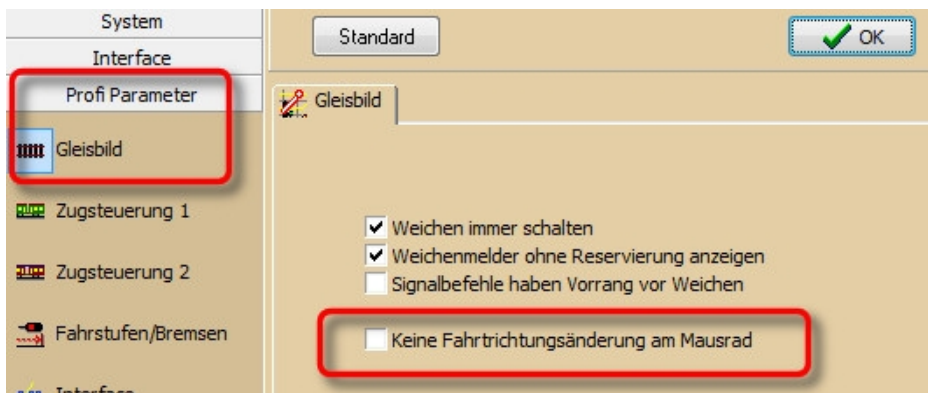 System
Interface
Profi Parameter
Gleisbild
Zugsteuerung 1
Zugsteuerung 2
Fahrstufen/Bremsen
Interface
Standard
OK
Gleisbild
Weichen immer schalten
Weichenmelder ohne Reservierung anzeigen
Signalbefehle haben Vorrang vor Weichen
Keine Fahrtrichtungsänderung am Mausrad